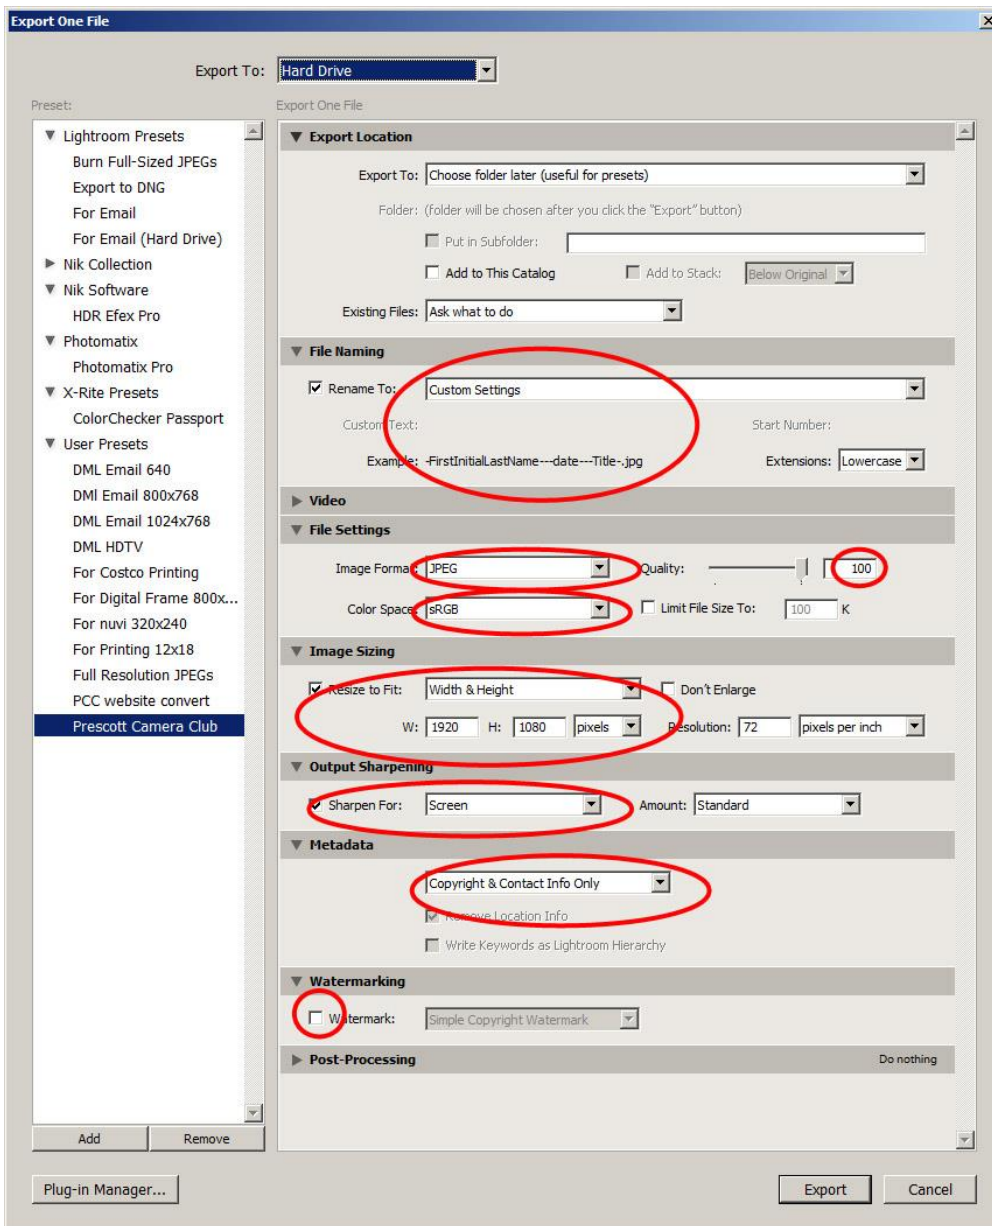 Export One File
Export To: Hard Drive
Preset:
Lightroom Presets
Burn Full-Sized JPEGs
Export to DNG
For Email
For Email (Hard Drive)
Nik Collection
Nik Software
HDR Efex Pro
Photomatix
Photomatix Pro
X-Rite Presets
ColorChecker Passport
User Presets
DML Email 640
DMl Email 800x768
DML Email 1024x768
DML HDTV
For Costco Printing
For Digital Frame 800x...
For nuvi 320x240
For Printing 12x18
Full Resolution JPEGs
PCC website convert
Prescott Camera Club
Add Remove
Export One File
Export Location
Export To: Choose folder later (useful for presets)
Folder: (folder will be chosen after you click the "Export" button)
Put in Subfolder:
Add to This Catalog Add to Stack: Below Original
Existing Files: Ask what to do
File Naming
Rename To: Custom Settings
Custom Text: Start Number:
Example: -FirstInitialLastName---date---Title-.jpg Extensions: Lowercase
Video
File Settings
Image Format: JPEG Quality: 100
Color Space: sRGB Limit File Size To: 100 K
Image Sizing
Resize to Fit: Width & Height Don't Enlarge
W: 1920 H: 1080 pixels Resolution: 72 pixels per inch
Output Sharpening
Sharpen For: Screen Amount: Standard
Metadata
Copyright & Contact Info Only
Remove Location Info
Write Keywords as Lightroom Hierarchy
Watermarking
Watermark: Simple Copyright Watermark
Post-Processing Do nothing
Plug-in Manager... Export Cancel